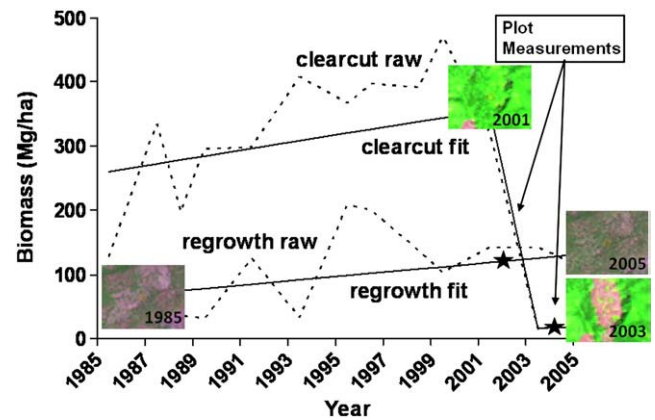 500
400
300
200
100
0
Biomass (Mg/ha)
clearcut raw
clearcut fit
regrowth raw
regrowth fit
Plot
Measurements
2001
1985
2005
2003
1985
1987
1989
1991
1993
1995
1997
1999
2001
2003
2005
Year